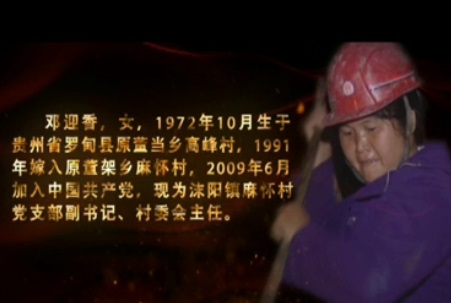 邓迎香，女，1972年10月生于
贵州省罗甸县原董当乡高峰村，1991
年嫁入原董架乡麻怀村，2009年6月
加入中国共产党，现为沫阳镇麻怀村
党支部副书记、村委会主任。